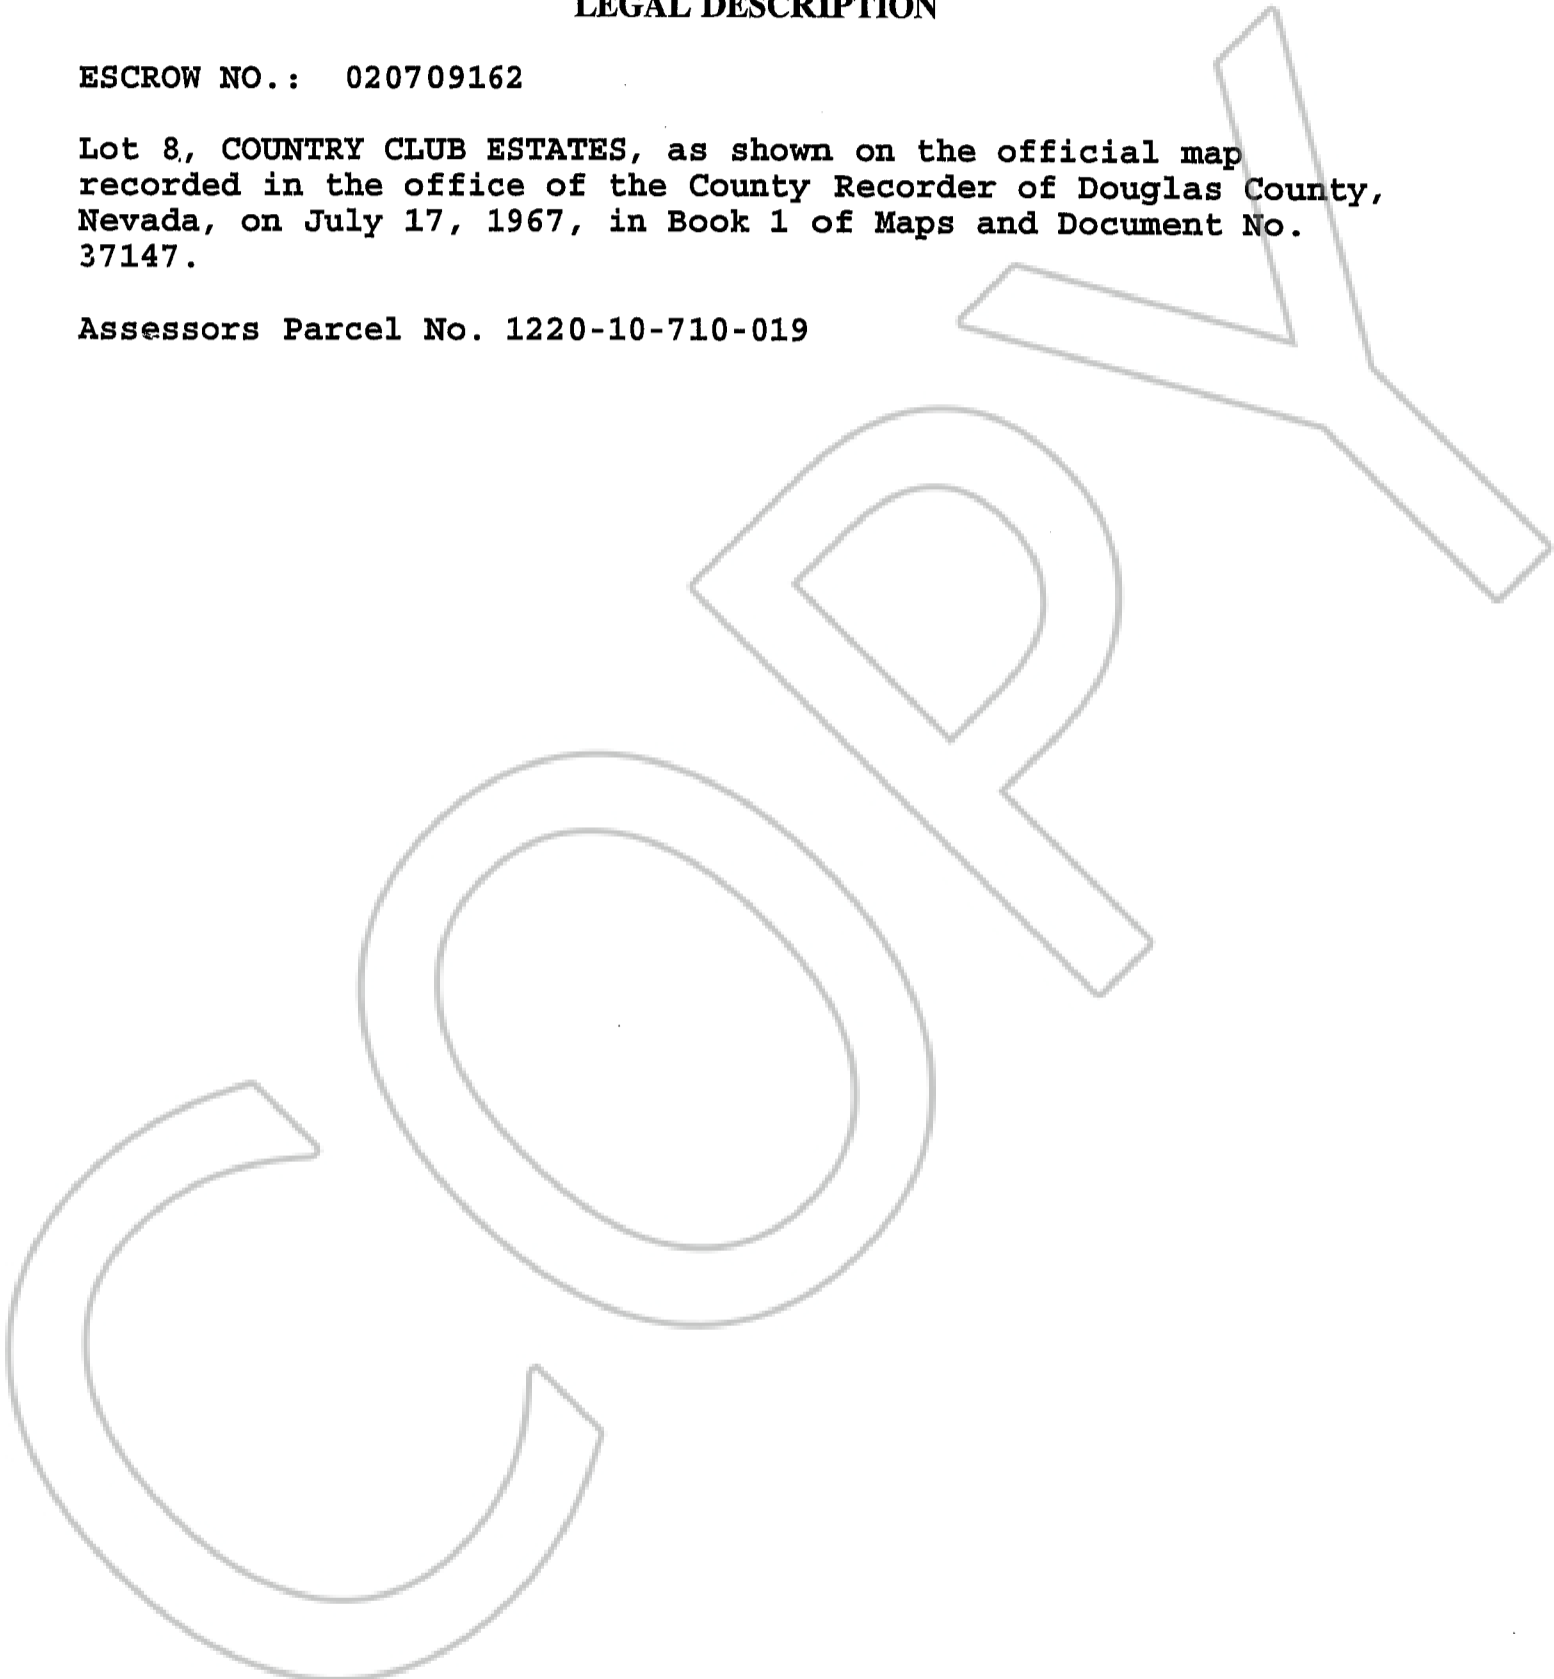 LEGAL DESCRIPTION
ESCROW NO.: 020709162
Lot 8, COUNTRY CLUB ESTATES, as shown on the official map
recorded in the office of the County Recorder of Douglas County,
Nevada, on July 17, 1967, in Book 1 of Maps and Document No.
37147.
Assessors Parcel No. 1220-10-710-019
COPY